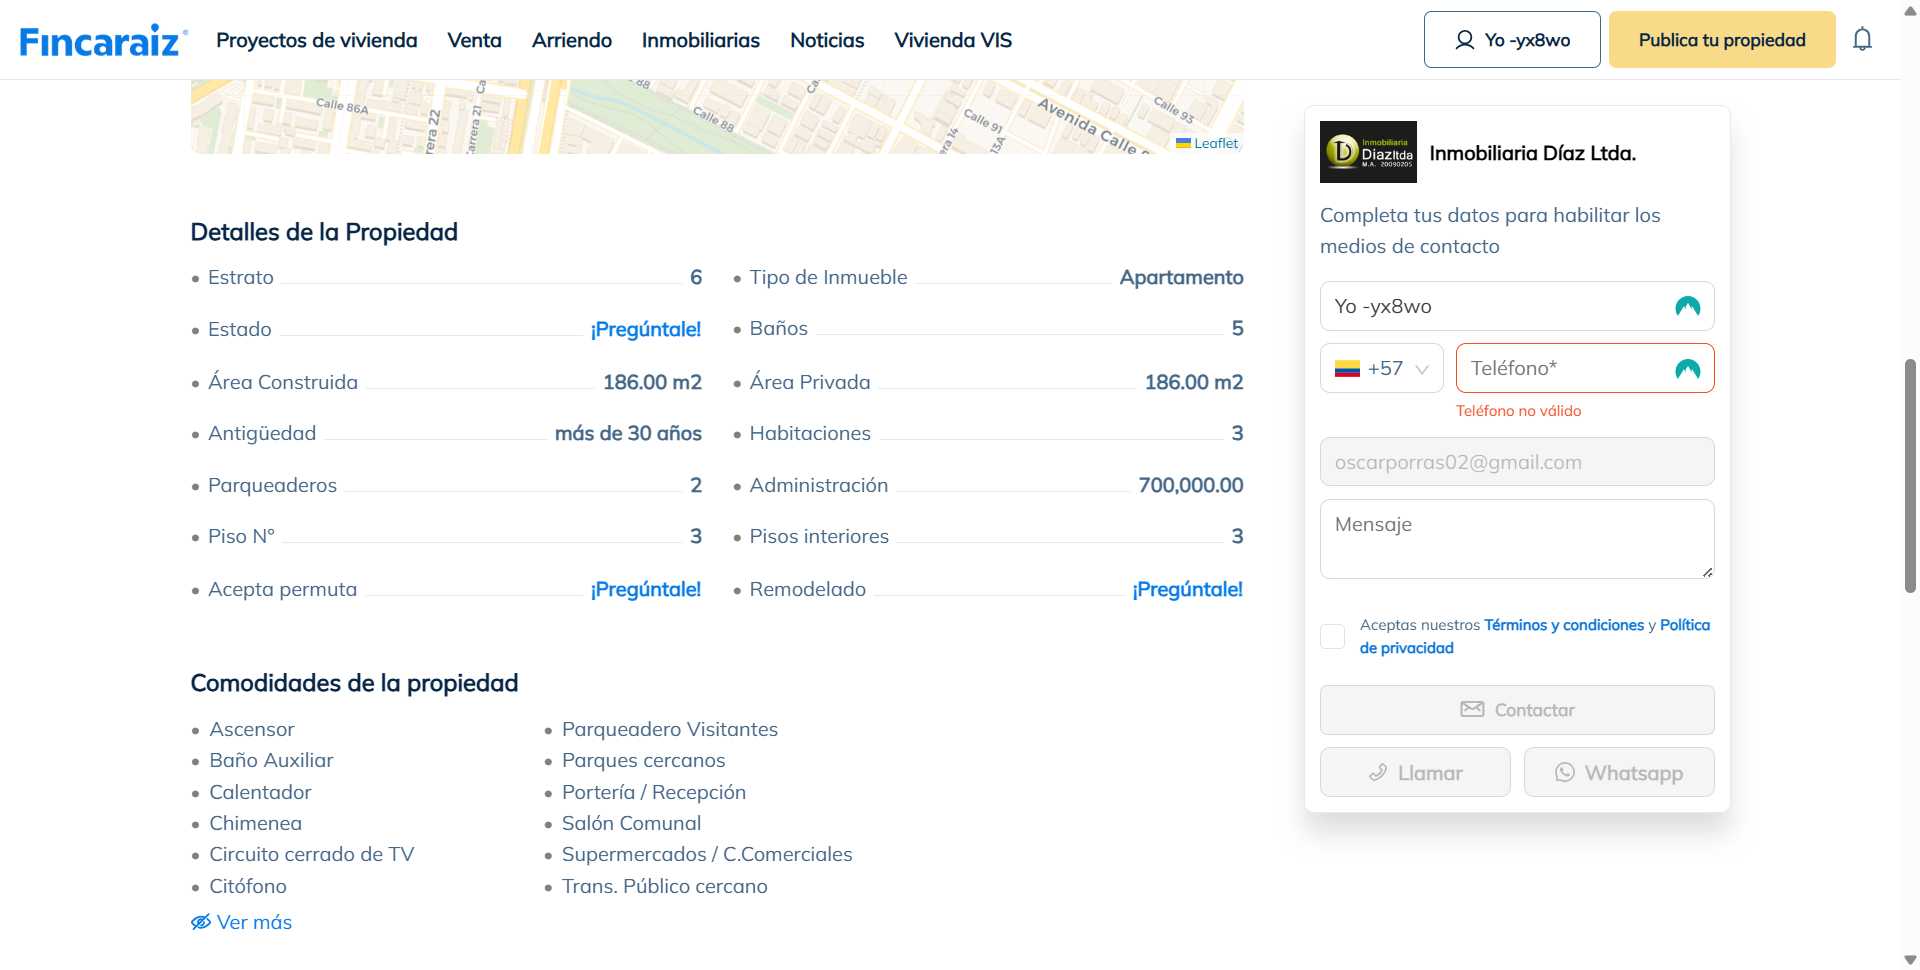 Fincaraiz
Proyectos de vivienda
Venta
Arriendo
Inmobiliarias
Noticias
Vivienda VIS
Yo -yx8wo
Publica tu propiedad
Calle 86A
Carrera 22
Carrera 21
Calle 88
Calle 91
Avenida Calle 9
Calle 93
13A
Leaflet
Detalles de la Propiedad
Estrato 6
Tipo de Inmueble Apartamento
Estado ¡Pregúntale!
Baños 5
Área Construida 186.00 m2
Área Privada 186.00 m2
Antigüedad más de 30 años
Habitaciones 3
Parqueaderos 2
Administración 700,000.00
Piso N° 3
Pisos interiores 3
Acepta permuta ¡Pregúntale!
Remodelado ¡Pregúntale!
Comodidades de la propiedad
Ascensor
Baño Auxiliar
Calentador
Chimenea
Circuito cerrado de TV
Citófono
Parqueadero Visitantes
Parques cercanos
Portería / Recepción
Salón Comunal
Supermercados / C.Comerciales
Trans. Público cercano
Ver más
Inmobiliaria
Diazltda
M.A. 20090205
Inmobiliaria Díaz Ltda.
Completa tus datos para habilitar los
medios de contacto
Yo -yx8wo
+57
Teléfono*
Teléfono no válido
oscarporras02@gmail.com
Mensaje
Aceptas nuestros Términos y condiciones y Política
de privacidad
Contactar
Llamar
Whatsapp